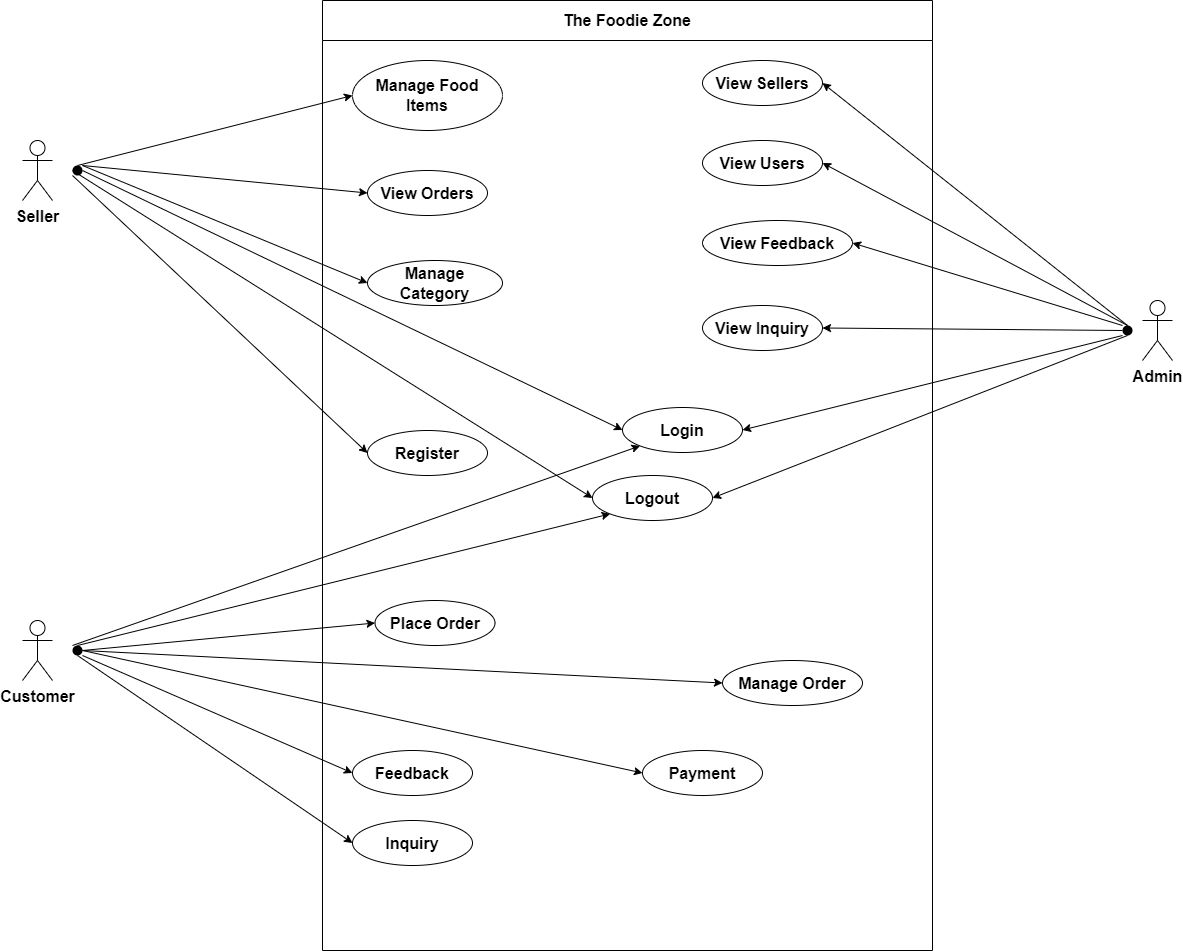 The Foodie Zone
Manage Food
Items
View Sellers
View Users
View Orders
Seller
View Feedback
Manage
Category
View Inquiry
Admin
Login
Register
Logout
Place Order
Manage Order
Customer
Feedback
Payment
Inquiry